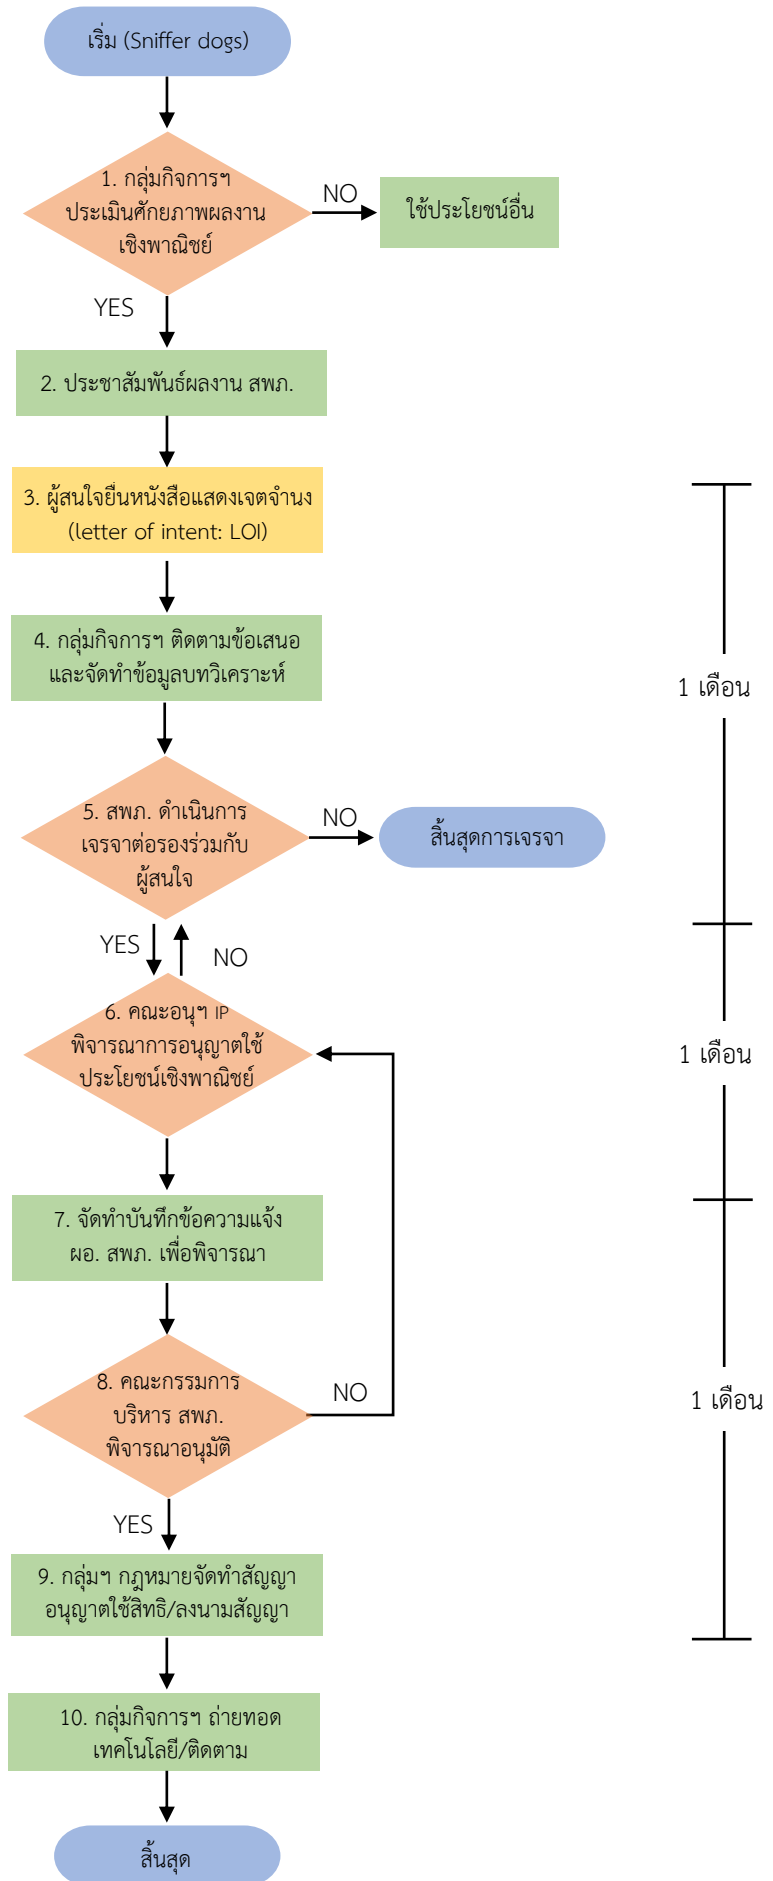 เริ่ม (Sniffer dogs)
1. กลุ่มกิจการฯ
ประเมินศักยภาพผลงาน
เชิงพาณิชย์
NO
ใช้ประโยชน์อื่น
YES
2. ประชาสัมพันธ์ผลงาน สพภ.
3. ผู้สนใจยื่นหนังสือแสดงเจตจำนง
(letter of intent: LOI)
4. กลุ่มกิจการฯ ติดตามข้อเสนอ
และจัดทำข้อมูลบทวิเคราะห์
1 เดือน
5. สพภ. ดำเนินการ
เจรจาต่อรองร่วมกับ
ผู้สนใจ
NO
สิ้นสุดการเจรจา
YES
NO
6. คณะอนุฯ IP
พิจารณาการอนุญาตใช้
ประโยชน์เชิงพาณิชย์
1 เดือน
7. จัดทำบันทึกข้อความแจ้ง
ผอ. สพภ. เพื่อพิจารณา
8. คณะกรรมการ
บริหาร สพภ.
พิจารณาอนุมัติ
NO
1 เดือน
YES
9. กลุ่มฯ กฎหมายจัดทำสัญญา
อนุญาตใช้สิทธิ/ลงนามสัญญา
10. กลุ่มกิจการฯ ถ่ายทอด
เทคโนโลยี/ติดตาม
สิ้นสุด